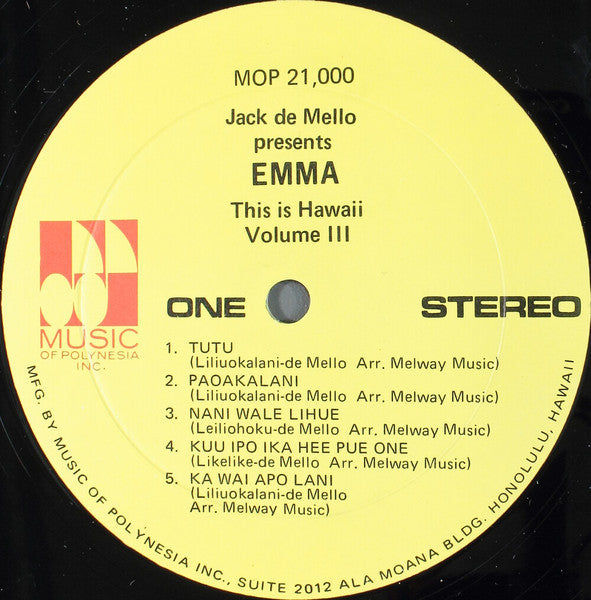 MOP 21,000
Jack de Mello
presents
EMMA
This is Hawaii
Volume III
MUSIC
OF POLYNESIA
INC.
ONE
STEREO
1. TUTU
(Liliuokalani-de Mello Arr. Melway Music)
2. PAOAKALANI
(Liliuokalani-de Mello Arr. Melway Music)
3. NANI WALE LIHUE
(Leiliohoku-de Mello Arr. Melway Music)
4. KUU IPO IKA HEE PUE ONE
(Likelike-de Mello Arr. Melway Music)
5. KA WAI APO LANI
(Liliuokalani-de Mello
Arr. Melway Music)
MFG. BY MUSIC OF POLYNESIA INC., SUITE 2012 ALA MOANA BLDG. HONOLULU, HAWAII